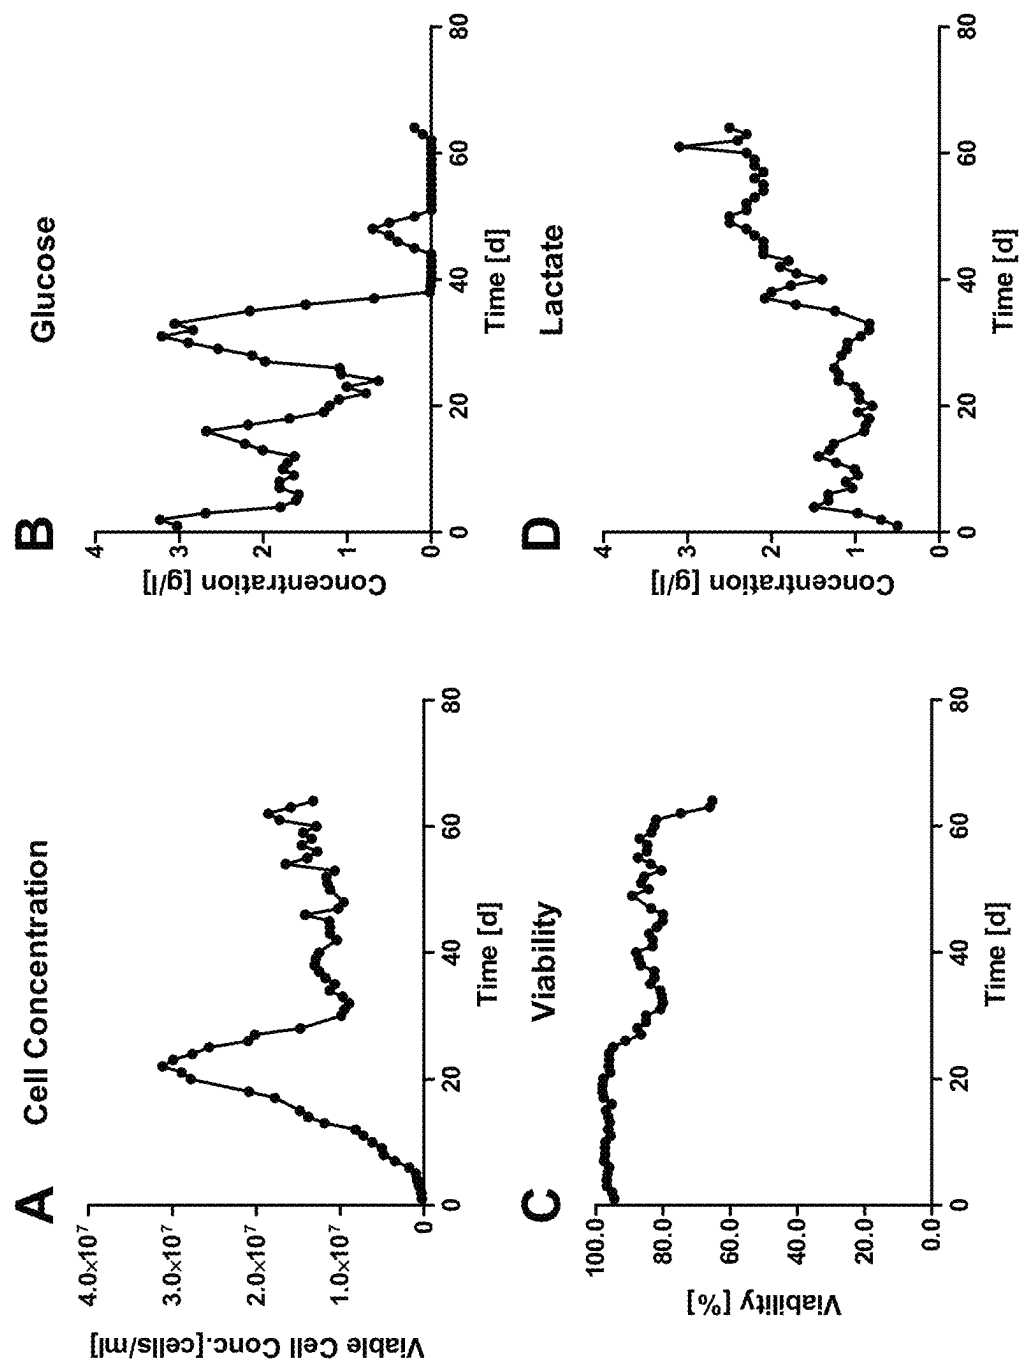 A
Cell Concentration
Viable Cell Conc.[cells/ml]
4.0×10⁷
3.0×10⁷
2.0×10⁷
1.0×10⁷
0
0 20 40 60 80
Time [d]
B
Glucose
Concentration [g/l]
4
3
2
1
0
0 20 40 60 80
Time [d]
C
Viability
Viability [%]
100.0
80.0
60.0
40.0
20.0
0.0
0 20 40 60 80
Time [d]
D
Lactate
Concentration [g/l]
4
3
2
1
0
0 20 40 60 80
Time [d]